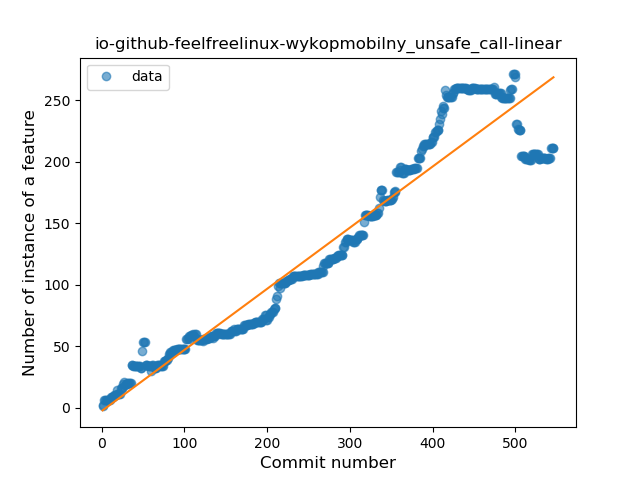 io-github-feelfreelinux-wykopmobilny_unsafe_call-linear
data
Number of instance of a feature
250
200
150
100
50
0
0 100 200 300 400 500
Commit number